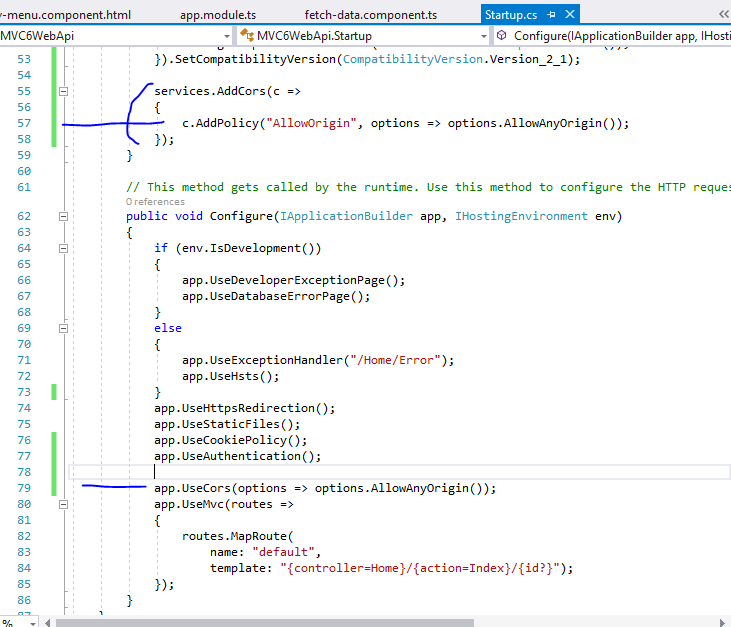 v-menu.component.html app.module.ts fetch-data.component.ts Startup.cs
MVC6WebApi MVC6WebApi.Startup Configure(IApplicationBuilder app, IHosti
53 }).SetCompatibilityVersion(CompatibilityVersion.Version_2_1);
54
55 services.AddCors(c =>
56 {
57 c.AddPolicy("AllowOrigin", options => options.AllowAnyOrigin());
58 });
59 }
60
61 // This method gets called by the runtime. Use this method to configure the HTTP reques
0 references
62 public void Configure(IApplicationBuilder app, IHostingEnvironment env)
63 {
64 if (env.IsDevelopment())
65 {
66 app.UseDeveloperExceptionPage();
67 app.UseDatabaseErrorPage();
68 }
69 else
70 {
71 app.UseExceptionHandler("/Home/Error");
72 app.UseHsts();
73 }
74 app.UseHttpsRedirection();
75 app.UseStaticFiles();
76 app.UseCookiePolicy();
77 app.UseAuthentication();
78
79 app.UseCors(options => options.AllowAnyOrigin());
80 app.UseMvc(routes =>
81 {
82 routes.MapRoute(
83 name: "default",
84 template: "{controller=Home}/{action=Index}/{id?}");
85 });
86 }
87 }
%